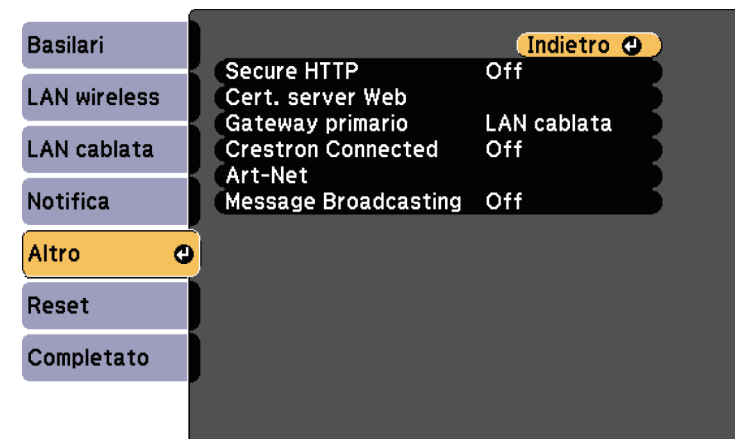 Basilari
LAN wireless
LAN cablata
Notifica
Altro
Reset
Completato
Indietro
Secure HTTP Off
Cert. server Web
Gateway primario LAN cablata
Crestron Connected Off
Art-Net
Message Broadcasting Off